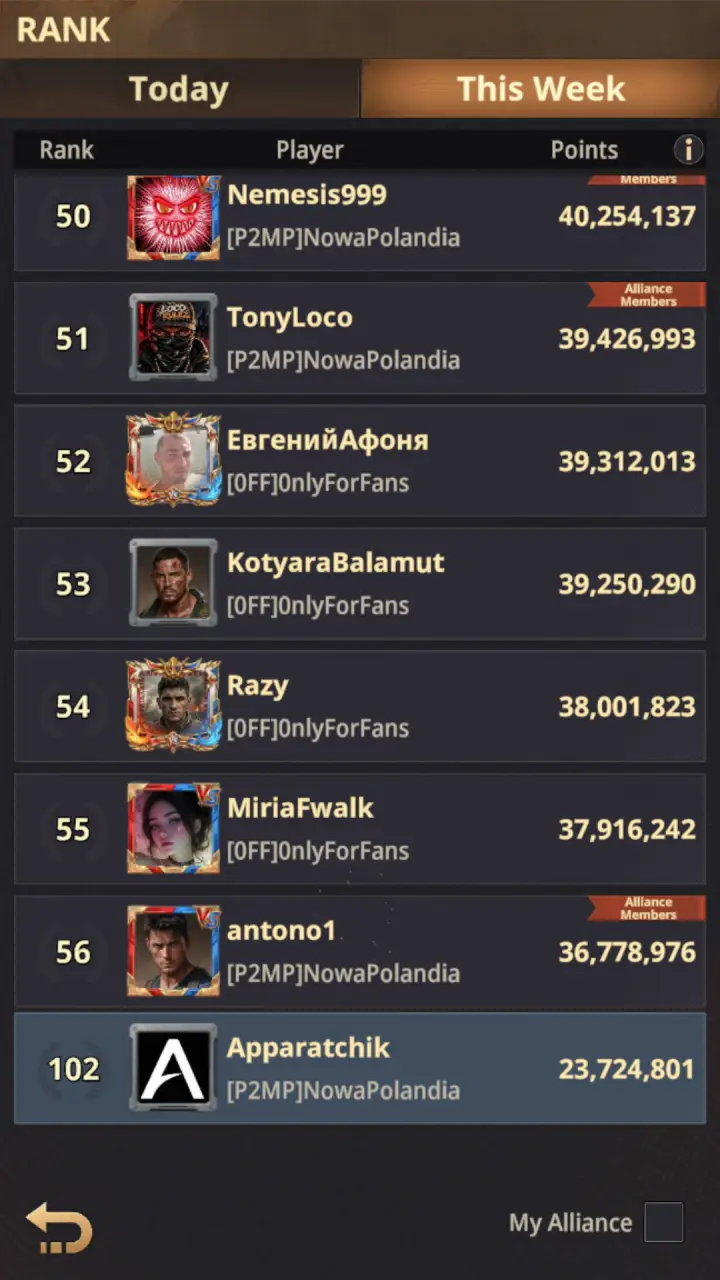 RANK
Today
This Week
Rank
Player
Points
Members
50
Nemesis999
[P2MP]NowaPolandia
40,254,137
Alliance
Members
51
TonyLoco
[P2MP]NowaPolandia
39,426,993
52
ЕвгенийАфоня
[0FF]0nlyForFans
39,312,013
53
KotyaraBalamut
[0FF]0nlyForFans
39,250,290
54
Razy
[0FF]0nlyForFans
38,001,823
55
MiriaFwalk
[0FF]0nlyForFans
37,916,242
Alliance
Members
56
antono1
[P2MP]NowaPolandia
36,778,976
102
Apparatchik
[P2MP]NowaPolandia
23,724,801
My Alliance